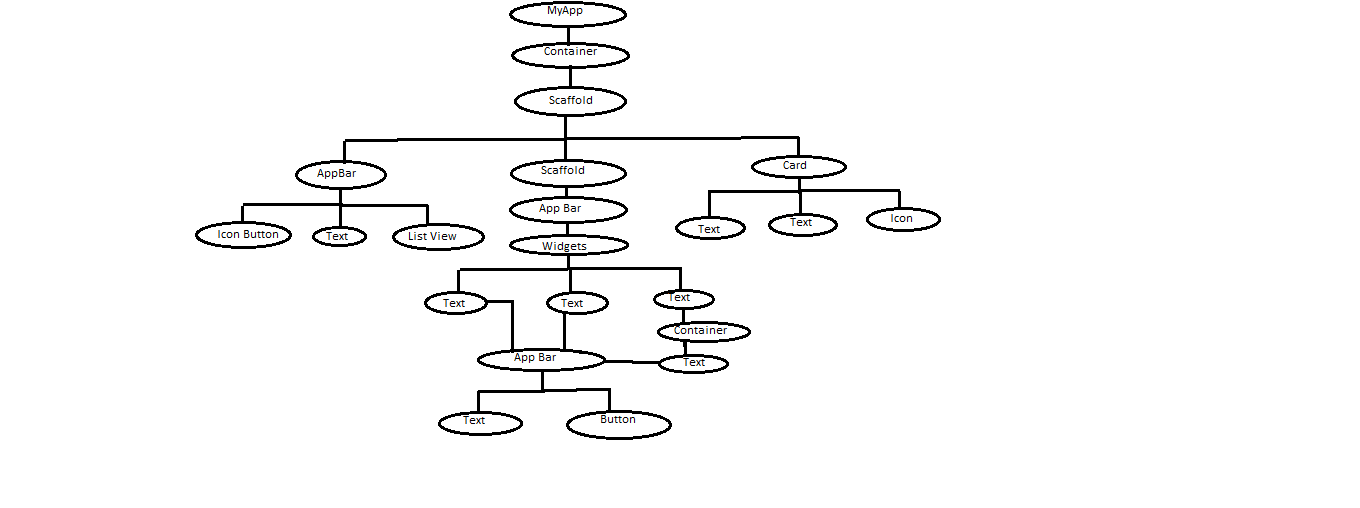 MyApp
Container
Scaffold
AppBar
Scaffold
Card
App Bar
Icon Button
Text
List View
Widgets
Text
Text
Icon
Text
Text
Text
Container
App Bar
Text
Text
Button